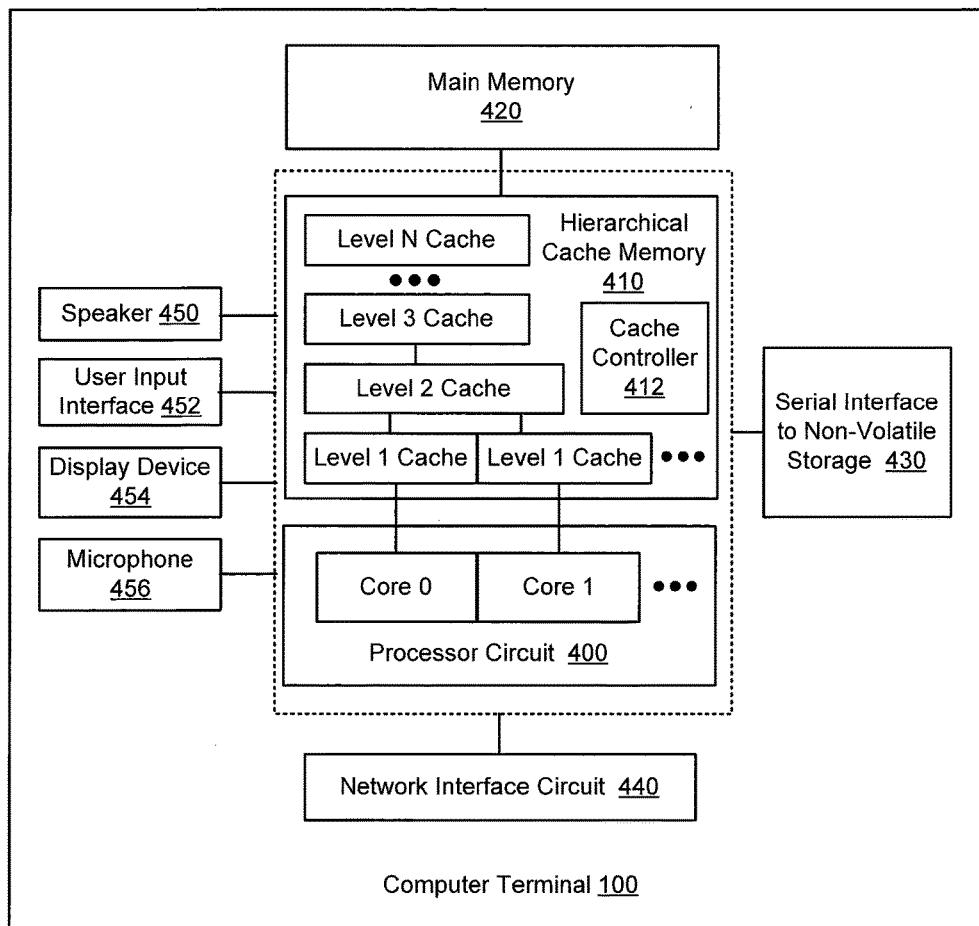 Main Memory
420
Hierarchical
Cache Memory
410
Level N Cache
Level 3 Cache
Level 2 Cache
Level 1 Cache
Level 1 Cache
Cache
Controller
412
Speaker 450
User Input
Interface 452
Display Device
454
Microphone
456
Serial Interface
to Non-Volatile
Storage 430
Core 0
Core 1
Processor Circuit 400
Network Interface Circuit 440
Computer Terminal 100